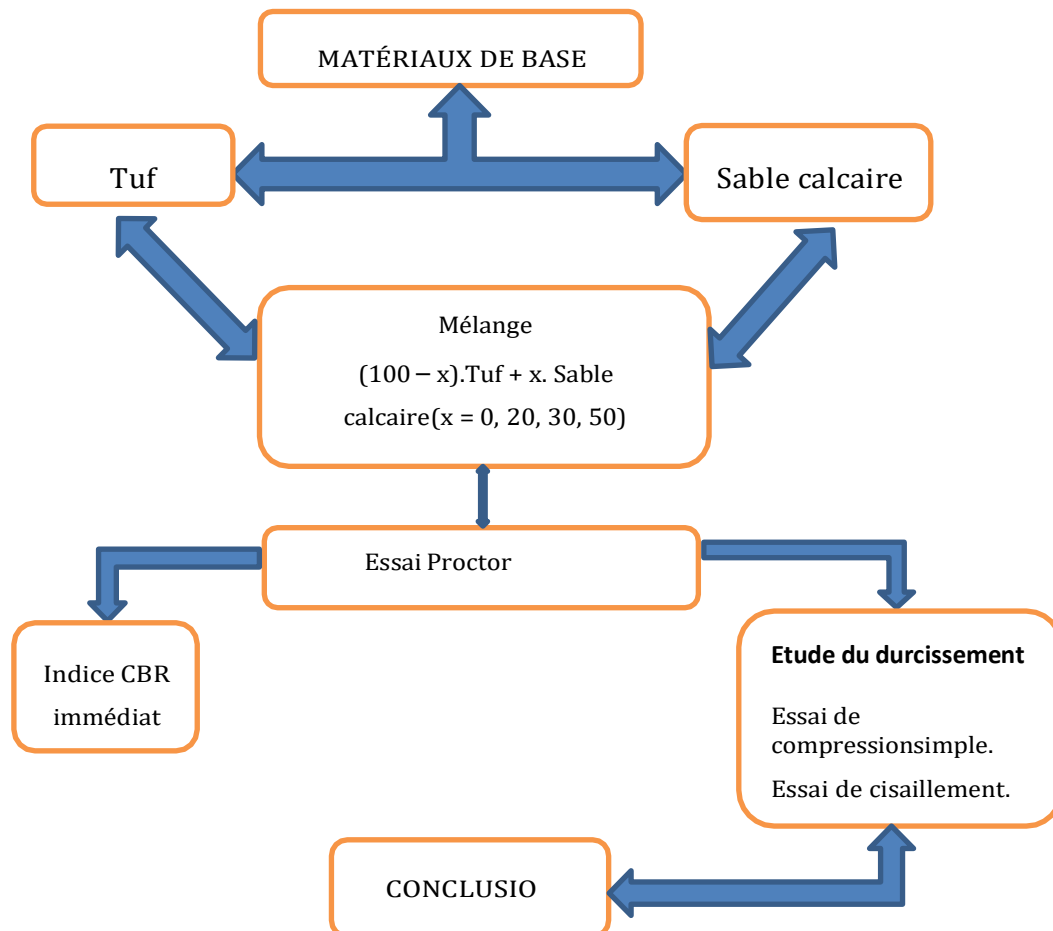 MATÉRIAUX DE BASE
Tuf
Sable calcaire
Mélange
(100 – x).Tuf + x. Sable
calcaire(x = 0, 20, 30, 50)
Essai Proctor
Indice CBR
immédiat
Etude du durcissement
Essai de
compressionsimple.
Essai de cisaillement.
CONCLUSIO